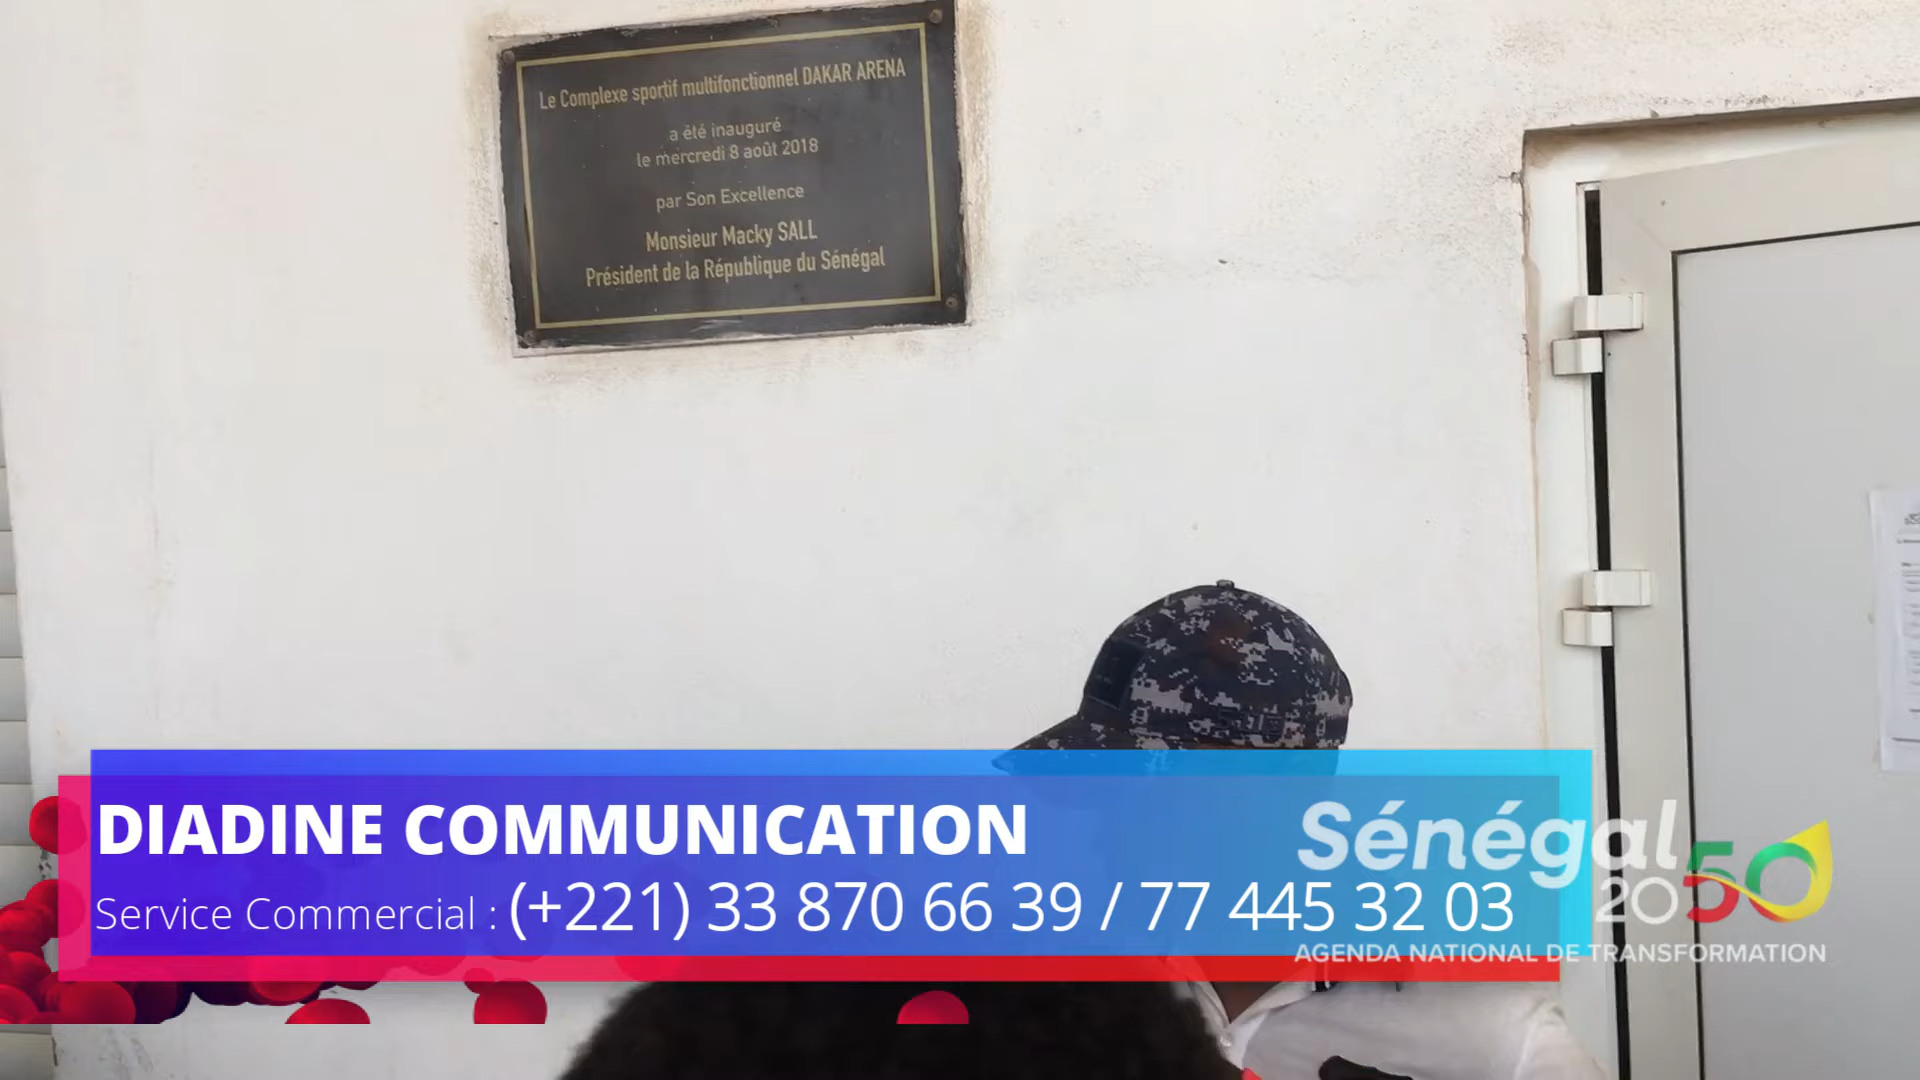 Le Complexe sportif multifonctionnel DAKAR ARENA
a été inauguré
le mercredi 8 août 2018
par Son Excellence
Monsieur Macky SALL
Président de la République du Sénégal
DIADINE COMMUNICATION
Service Commercial : (+221) 33 870 66 39 / 77 445 32 03
Sénégal
2050
AGENDA NATIONAL DE TRANSFORMATION